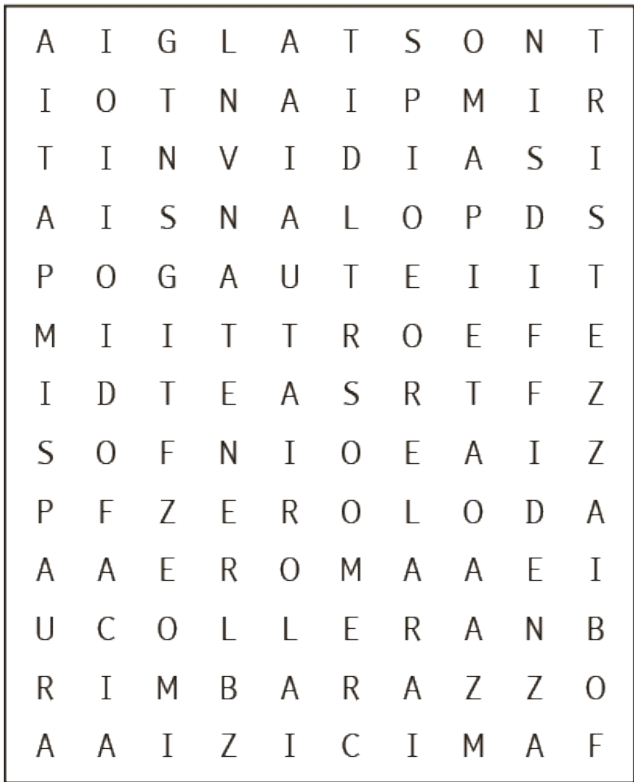 A I G L A T S O N T
I O T N A I P M I R
T I N V I D I A S I
A I S N A L O P D S
P O G A U T E I I T
M I I T T R O E F E
I D T E A S R T F Z
S O F N I O E A I Z
P F Z E R O L O D A
A A E R O M A A E I
U C O L L E R A N B
R I M B A R A Z Z O
A A I Z I C I M A F